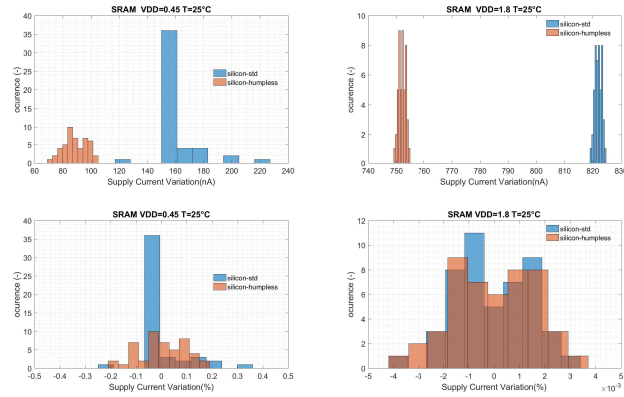 SRAM VDD=0.45 T=25°C
40
35
30
25
20
15
10
5
0
ocurence (-)
silicon-std
silicon-humpless
60 80 100 120 140 160 180 200 220 240
Supply Current Variation(nA)
SRAM VDD=1.8 T=25°C
10
8
6
4
2
0
ocurence (-)
silicon-std
silicon-humpless
740 750 760 770 780 790 800 810 820 830
Supply Current Variation(nA)
SRAM VDD=0.45 T=25°C
40
35
30
25
20
15
10
5
0
ocurence (-)
silicon-std
silicon-humpless
-0.5 -0.4 -0.3 -0.2 -0.1 0 0.1 0.2 0.3 0.4 0.5
Supply Current Variation(%)
SRAM VDD=1.8 T=25°C
12
10
8
6
4
2
0
ocurence (-)
silicon-std
silicon-humpless
-5 -4 -3 -2 -1 0 1 2 3 4 5
Supply Current Variation(%)
×10⁻³